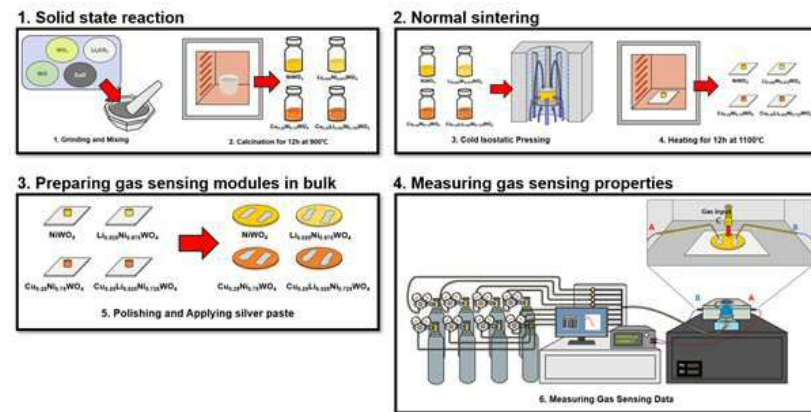 1. Solid state reaction
WO₃
Li₂CO₃
NiO
CuO
1. Grinding and Mixing
NiWO₄
2. Calcination for 12h at 900℃
2. Normal sintering
NiWO₄
3. Cold Isostatic Pressing
NiWO₄
4. Heating for 12h at 1100℃
3. Preparing gas sensing modules in bulk
NiWO₄
Li₀.₀₂₅Ni₀.₉₇₅WO₄
NiWO₄
Li₀.₀₂₅Ni₀.₉₇₅WO₄
Cu₀.₂₅Ni₀.₇₅WO₄
Cu₀.₂₅Li₀.₀₂₅Ni₀.₇₂₅WO₄
Cu₀.₂₅Ni₀.₇₅WO₄
Cu₀.₂₅Li₀.₀₂₅Ni₀.₇₂₅WO₄
5. Polishing and Applying silver paste
4. Measuring gas sensing properties
Gas Input
A
C
B
B
A
6. Measuring Gas Sensing Data